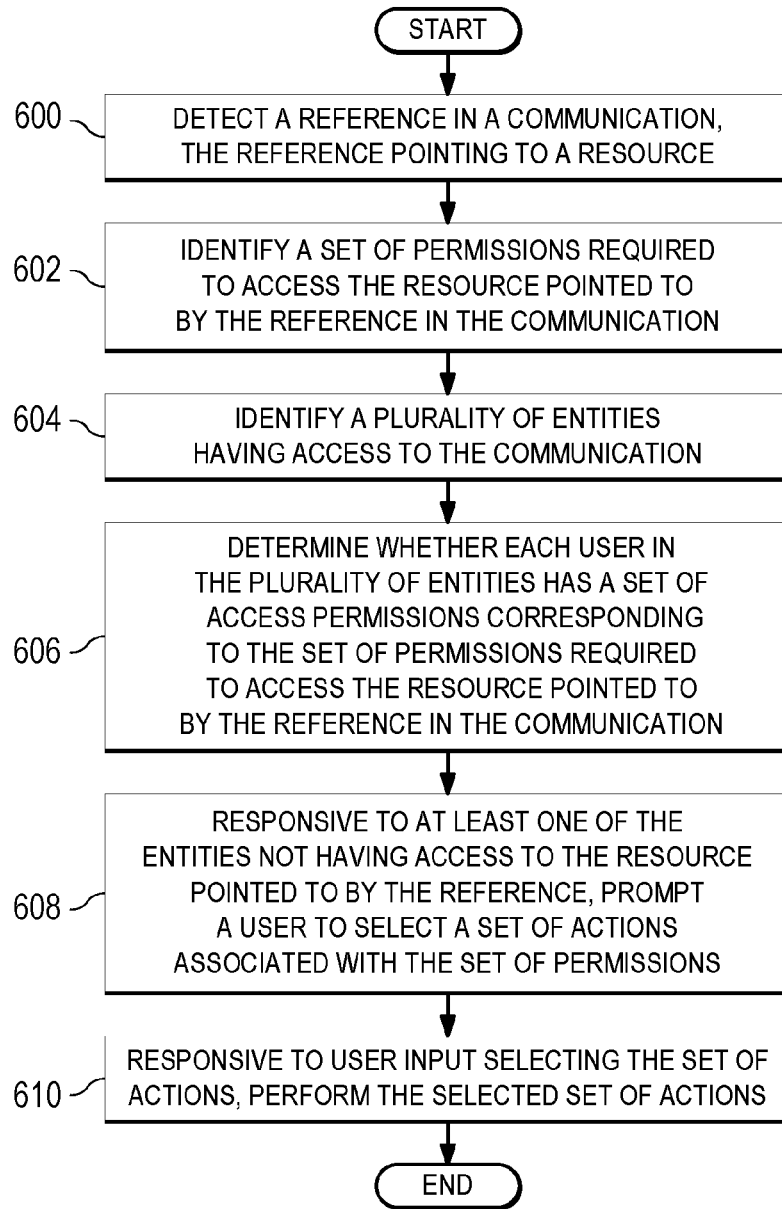 START
600
DETECT A REFERENCE IN A COMMUNICATION,
THE REFERENCE POINTING TO A RESOURCE
602
IDENTIFY A SET OF PERMISSIONS REQUIRED
TO ACCESS THE RESOURCE POINTED TO
BY THE REFERENCE IN THE COMMUNICATION
604
IDENTIFY A PLURALITY OF ENTITIES
HAVING ACCESS TO THE COMMUNICATION
606
DETERMINE WHETHER EACH USER IN
THE PLURALITY OF ENTITIES HAS A SET OF
ACCESS PERMISSIONS CORRESPONDING
TO THE SET OF PERMISSIONS REQUIRED
TO ACCESS THE RESOURCE POINTED TO
BY THE REFERENCE IN THE COMMUNICATION
608
RESPONSIVE TO AT LEAST ONE OF THE
ENTITIES NOT HAVING ACCESS TO THE RESOURCE
POINTED TO BY THE REFERENCE, PROMPT
A USER TO SELECT A SET OF ACTIONS
ASSOCIATED WITH THE SET OF PERMISSIONS
610
RESPONSIVE TO USER INPUT SELECTING THE SET OF
ACTIONS, PERFORM THE SELECTED SET OF ACTIONS
END